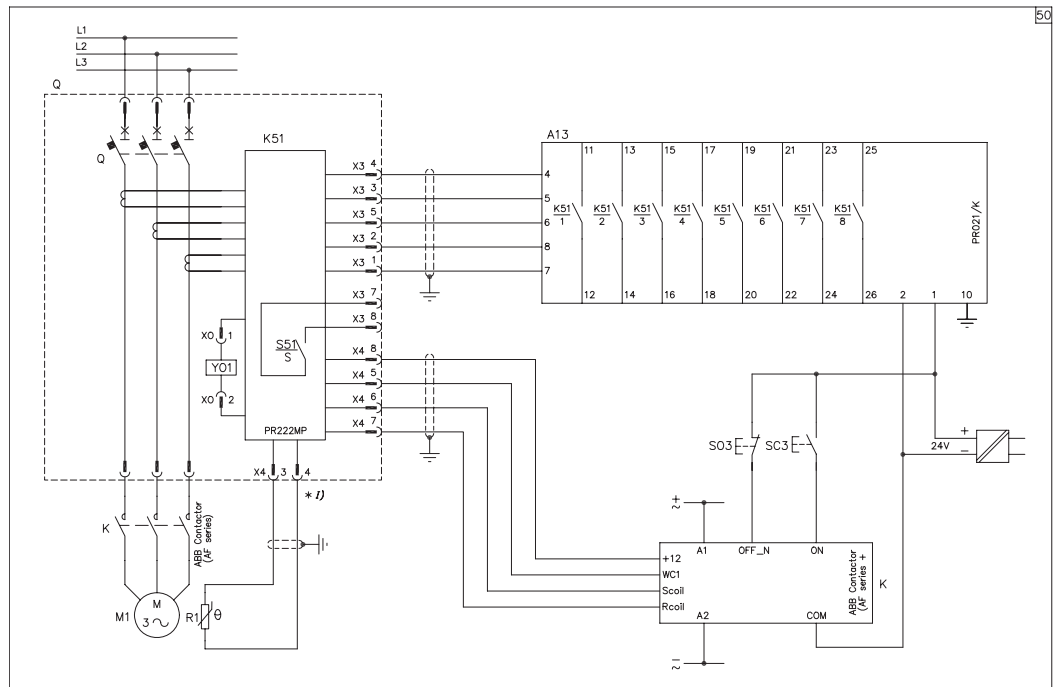 50
L1
L2
L3
Q
Q
K51
X3 4
X3 3
X3 5
X3 2
X3 1
X3 7
X3 8
X4 8
X4 5
X4 6
X4 7
S51
S
X0 1
Y01
X0 2
PR222MP
X4 3 4
* 1)
A13
11 13 15 17 19 21 23 25
4
5
6
8
7
K51 K51 K51 K51 K51 K51 K51 K51
1 2 3 4 5 6 7 8
12 14 16 18 20 22 24 26 2 1 10
PR021/K
SO3 SC3
24V
+
−
K
ABB Contactor
(AF series)
M1
M
3 ~
R1 θ
+
~
−
~
A1 OFF_N ON
+12
WC1
Scoil
Rcoil
A2 COM
ABB Contactor
(AF series +
K